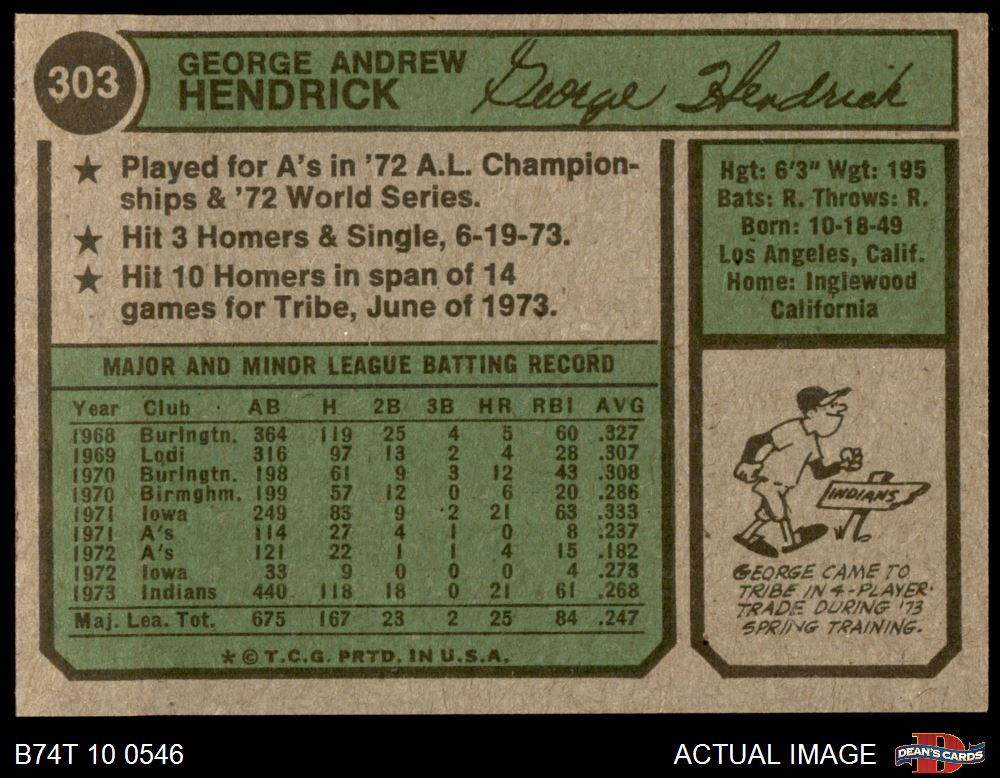 303
GEORGE ANDREW
HENDRICK
George Hendrick
★ Played for A's in '72 A.L. Champion-
ships & '72 World Series.
★ Hit 3 Homers & Single, 6-19-73.
★ Hit 10 Homers in span of 14
games for Tribe, June of 1973.
Hgt: 6'3" Wgt: 195
Bats: R. Throws: R.
Born: 10-18-49
Los Angeles, Calif.
Home: Inglewood
California
MAJOR AND MINOR LEAGUE BATTING RECORD
Year Club AB H 2B 3B HR RBI AVG
1968 Burlngtn. 364 119 25 4 5 60 .327
1969 Lodi 316 97 13 2 4 28 .307
1970 Burlngtn. 198 61 9 3 12 43 .308
1970 Birmghm. 199 57 12 0 6 20 .286
1971 Iowa 249 83 9 2 21 63 .333
1971 A's 114 27 4 1 0 8 .237
1972 A's 121 22 1 1 4 15 .182
1972 Iowa 33 9 0 0 0 4 .273
1973 Indians 440 118 18 0 21 61 .268
Maj. Lea. Tot. 675 167 23 2 25 84 .247
★ © T.C.G. PRTD. IN U.S.A.
INDIANS
GEORGE CAME TO
TRIBE IN 4-PLAYER
TRADE DURING '73
SPRING TRAINING.
B74T 10 0546
ACTUAL IMAGE
D
DEAN'S CARDS